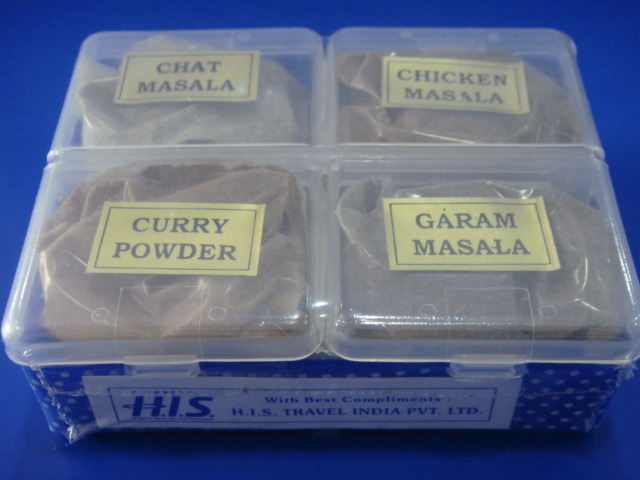 CHAT
MASALA
CHICKEN
MASALA
CURRY
POWDER
GARAM
MASALA
H.I.S.
With Best Compliments :
H.I.S. TRAVEL INDIA PVT. LTD.